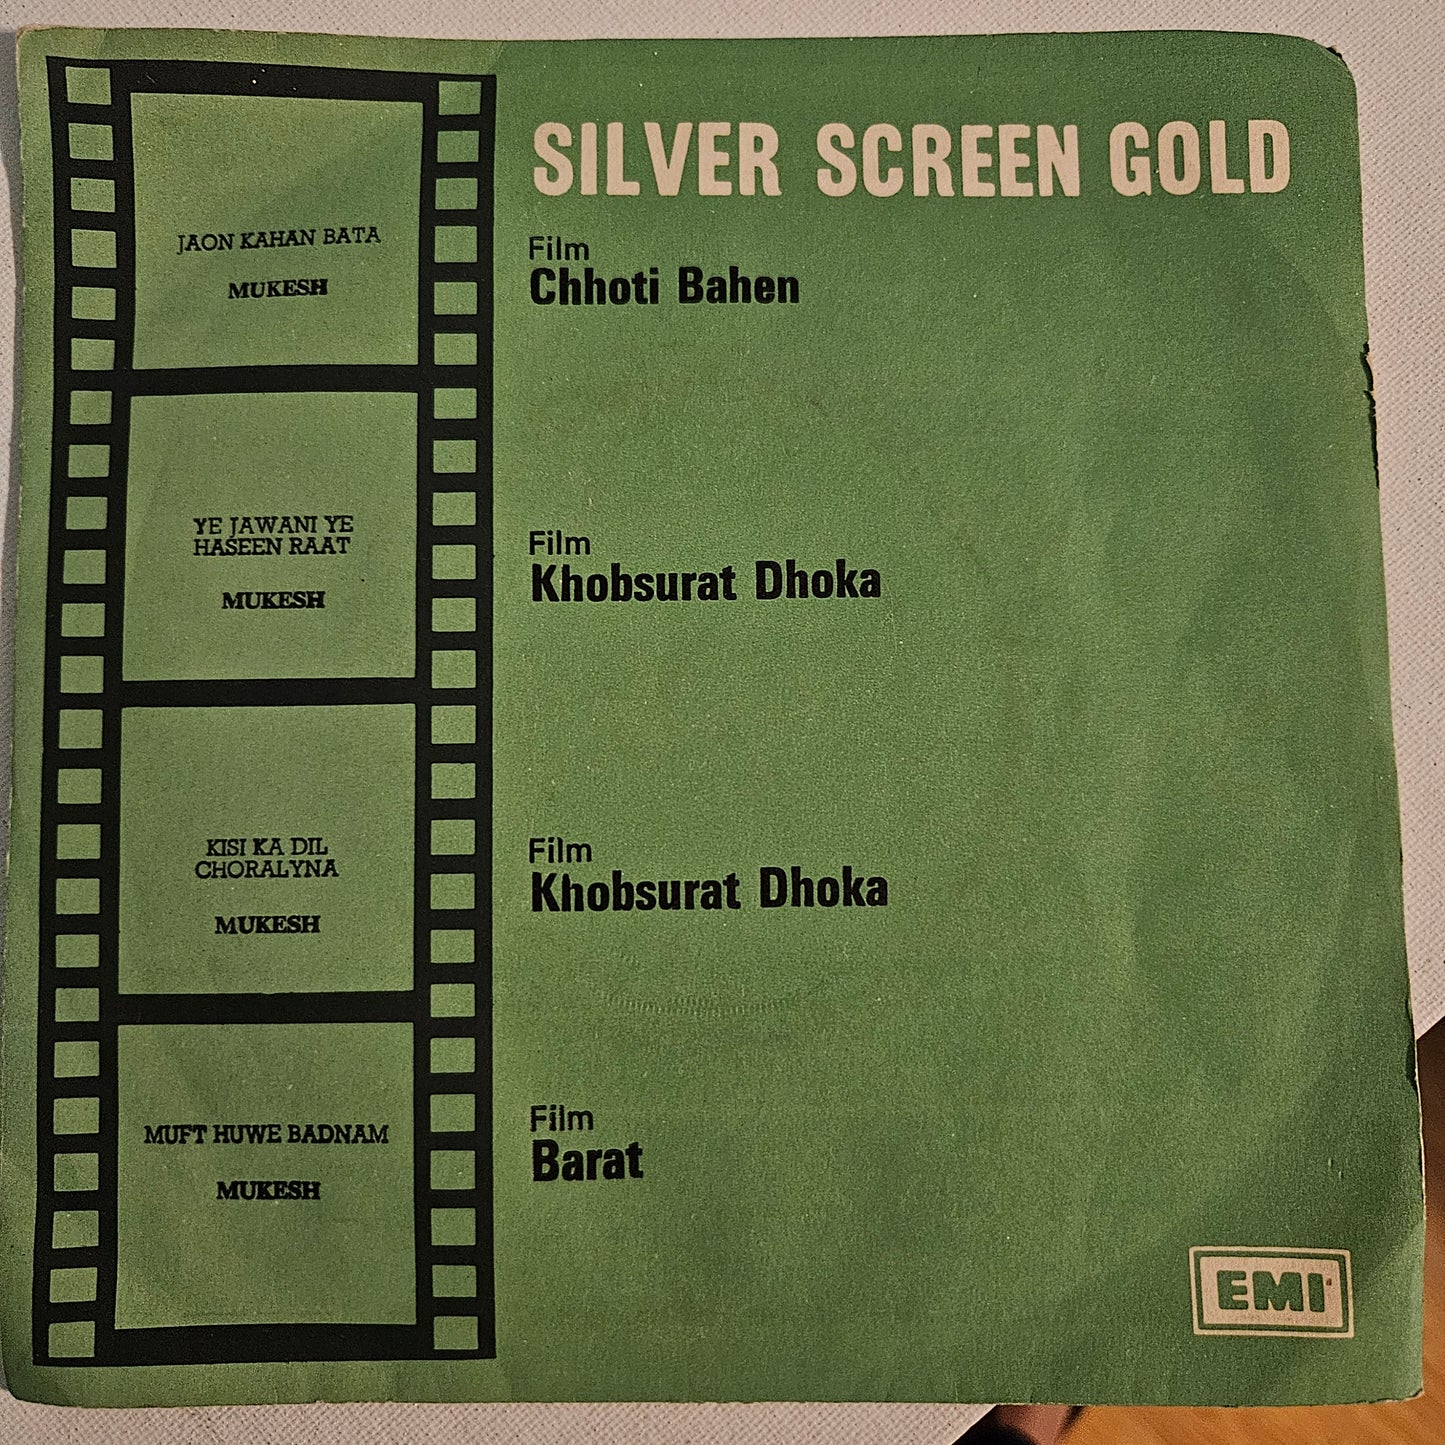 SILVER SCREEN GOLD
JAON KAHAN BATA
MUKESH
Film
Chhoti Bahen
YE JAWANI YE
HASEEN RAAT
MUKESH
Film
Khobsurat Dhoka
KISI KA DIL
CHORALYNA
MUKESH
Film
Khobsurat Dhoka
MUFT HUWE BADNAM
MUKESH
Film
Barat
EMI